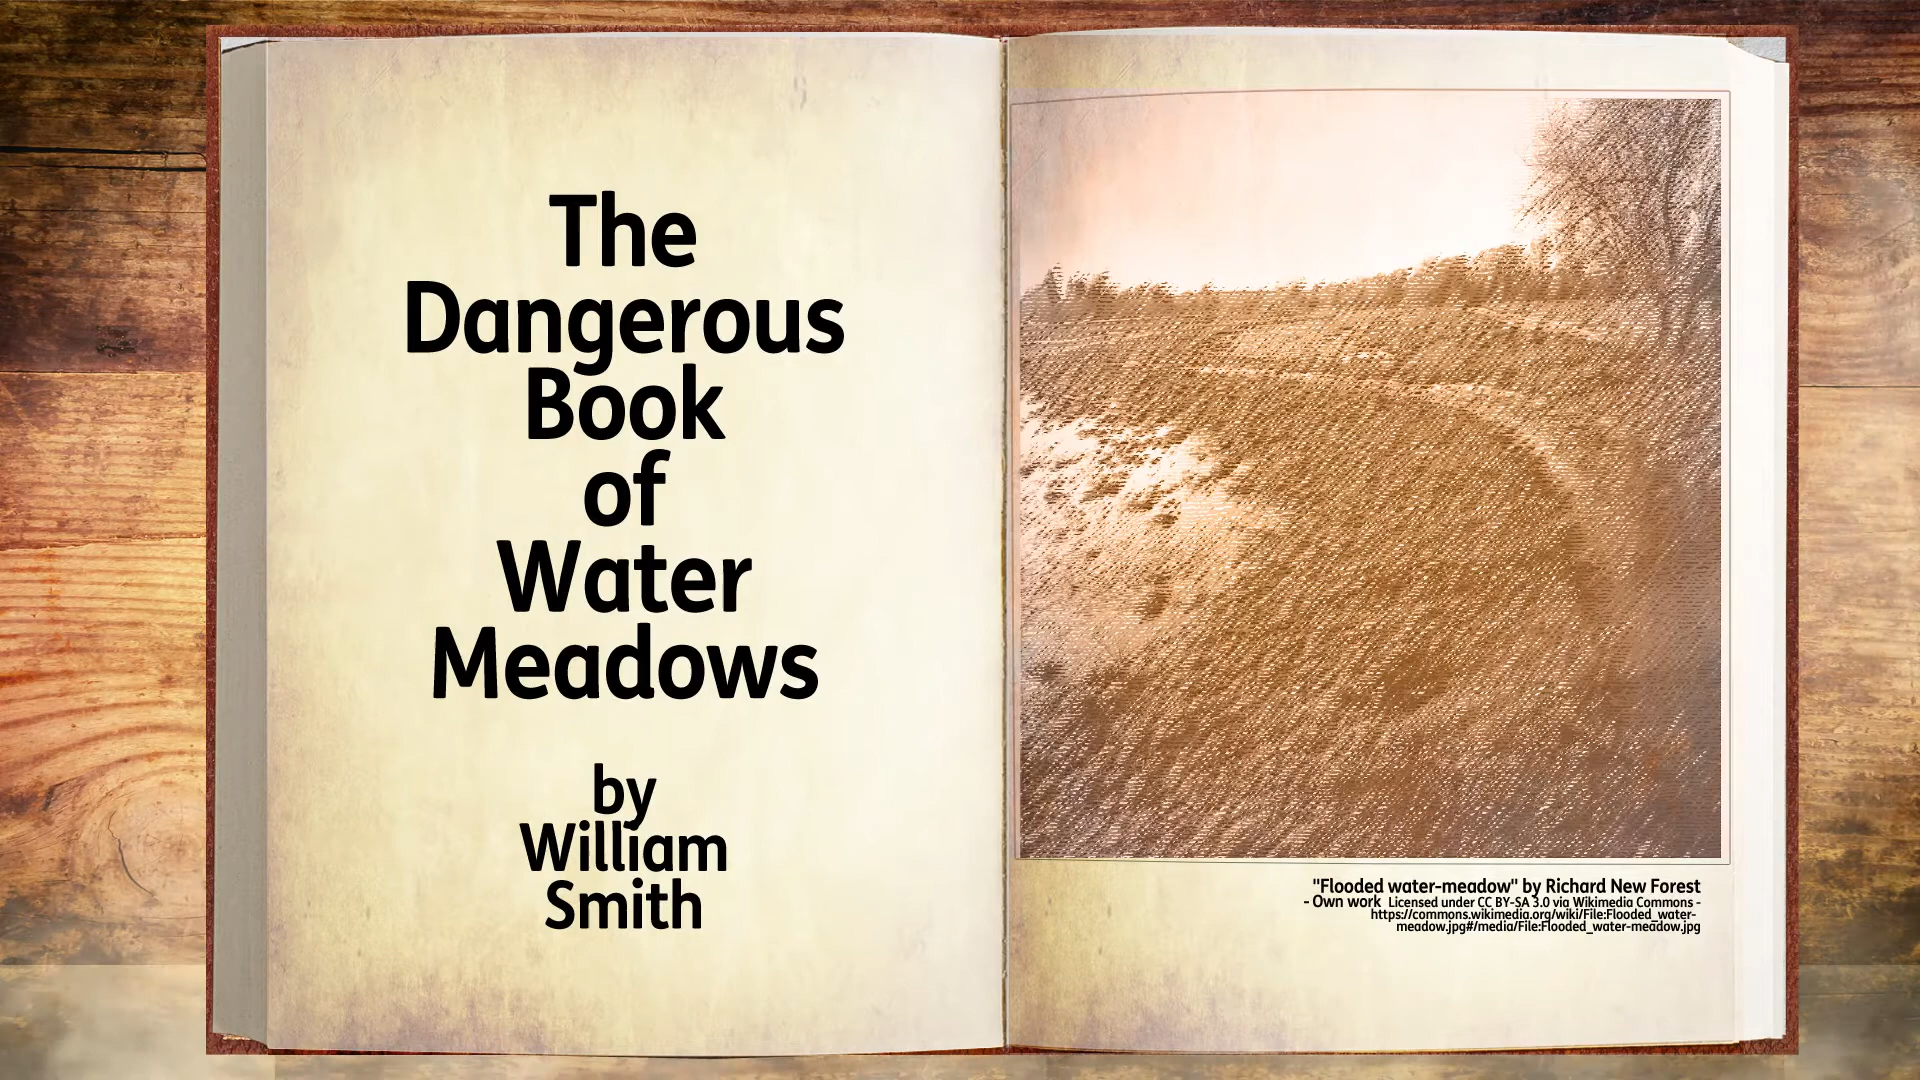 The
Dangerous
Book
of
Water
Meadows
by
William
Smith
"Flooded water-meadow" by Richard New Forest
- Own work Licensed under CC BY-SA 3.0 via Wikimedia Commons -
https://commons.wikimedia.org/wiki/File:Flooded_water-
meadow.jpg#/media/File:Flooded_water-meadow.jpg